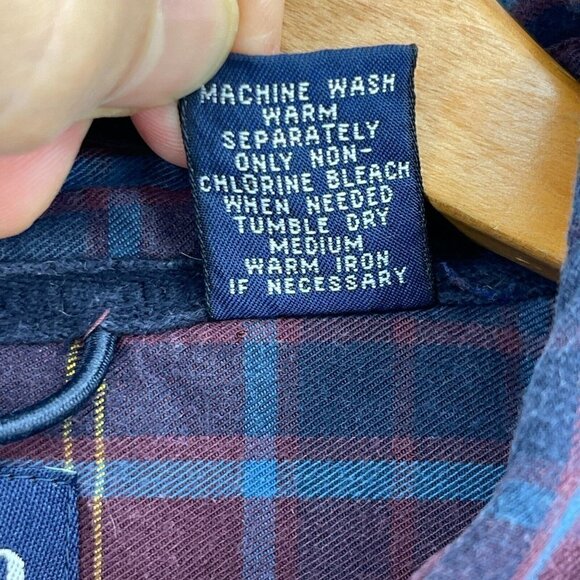 MACHINE WASH
WARM
SEPARATELY
ONLY NON-
CHLORINE BLEACH
WHEN NEEDED
TUMBLE DRY
MEDIUM
WARM IRON
IF NECESSARY